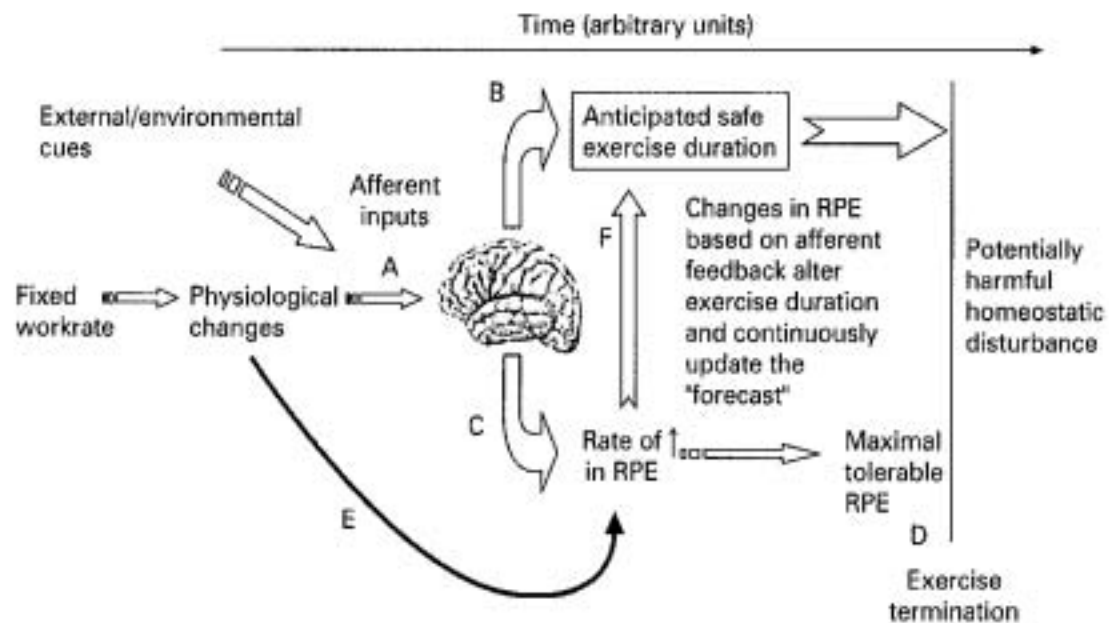 Time (arbitrary units)
B
External/environmental
cues
Anticipated safe
exercise duration
Afferent
inputs
A
F
Changes in RPE
based on afferent
feedback alter
exercise duration
and continuously
update the
"forecast"
Potentially
harmful
homeostatic
disturbance
Fixed
workrate
Physiological
changes
C
Rate of ↑
in RPE
Maximal
tolerable
RPE
E
D
Exercise
termination